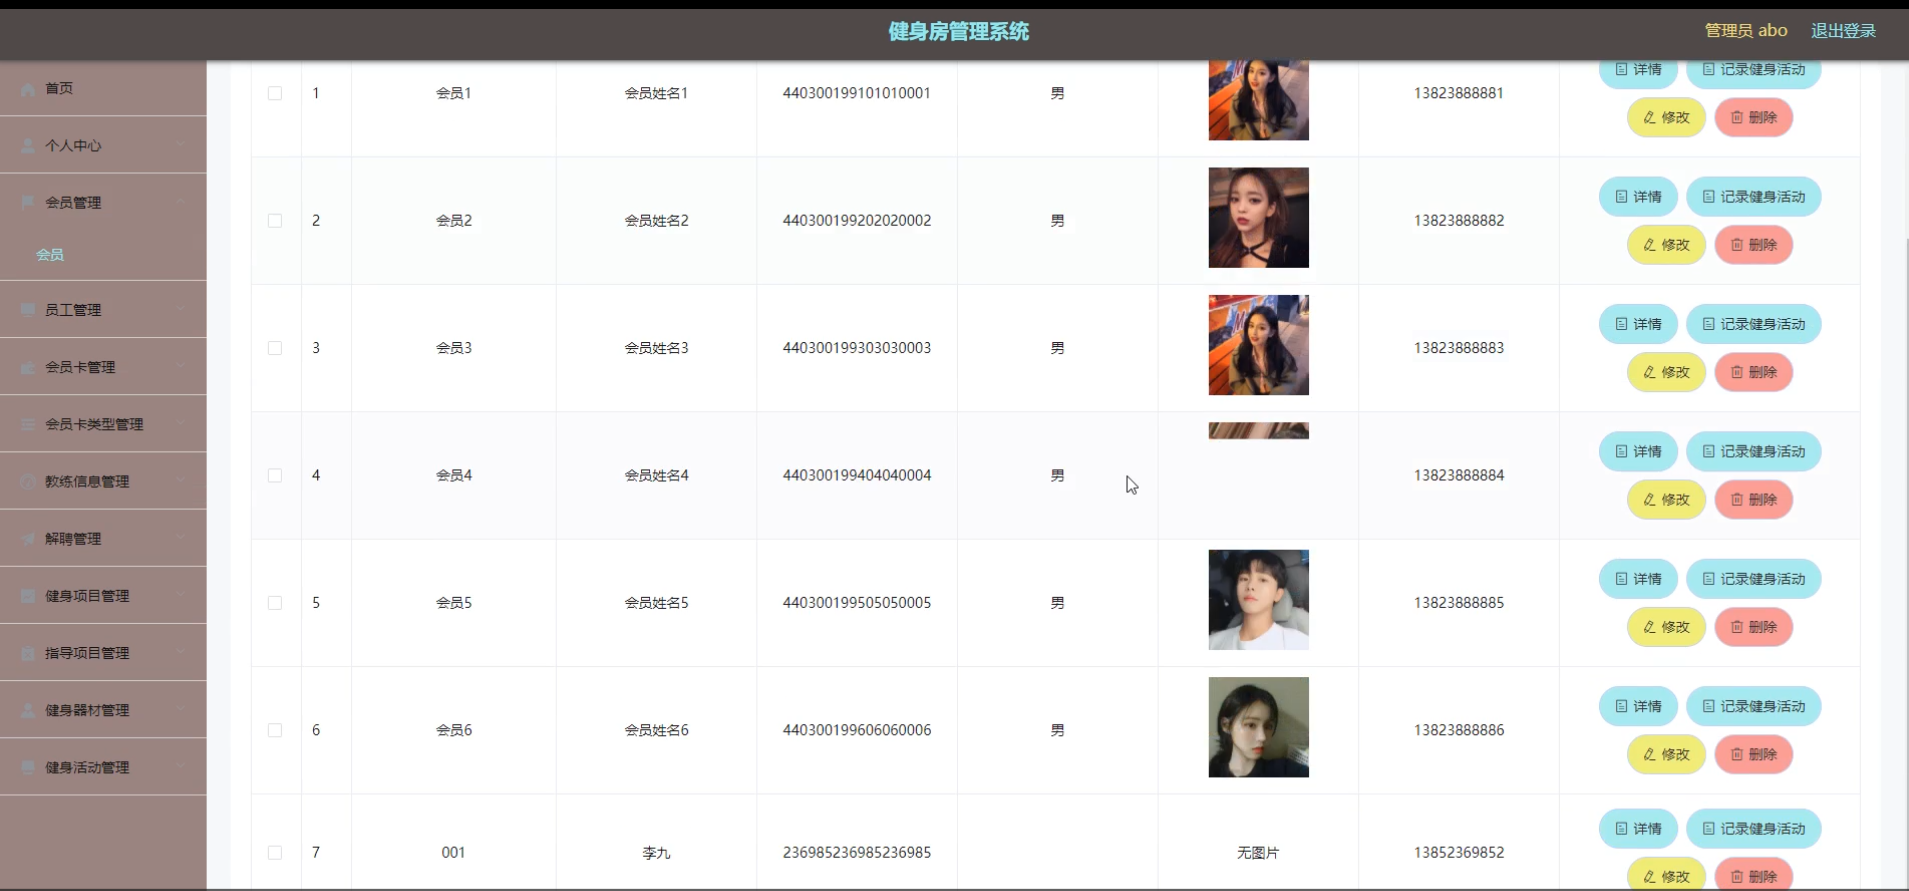 健身房管理系统
管理员 abo 退出登录
首页
个人中心
会员管理
会员
员工管理
会员卡管理
会员卡类型管理
教练信息管理
解聘管理
健身项目管理
指导项目管理
健身器材管理
健身活动管理
1 会员1 会员姓名1 440300199101010001 男 13823888881 详情 记录健身活动
修改 删除
2 会员2 会员姓名2 440300199202020002 男 13823888882 详情 记录健身活动
修改 删除
3 会员3 会员姓名3 440300199303030003 男 13823888883 详情 记录健身活动
修改 删除
4 会员4 会员姓名4 440300199404040004 男 13823888884 详情 记录健身活动
修改 删除
5 会员5 会员姓名5 440300199505050005 男 13823888885 详情 记录健身活动
修改 删除
6 会员6 会员姓名6 440300199606060006 男 13823888886 详情 记录健身活动
修改 删除
7 001 李九 236985236985236985 无图片 13852369852 详情 记录健身活动
修改 删除